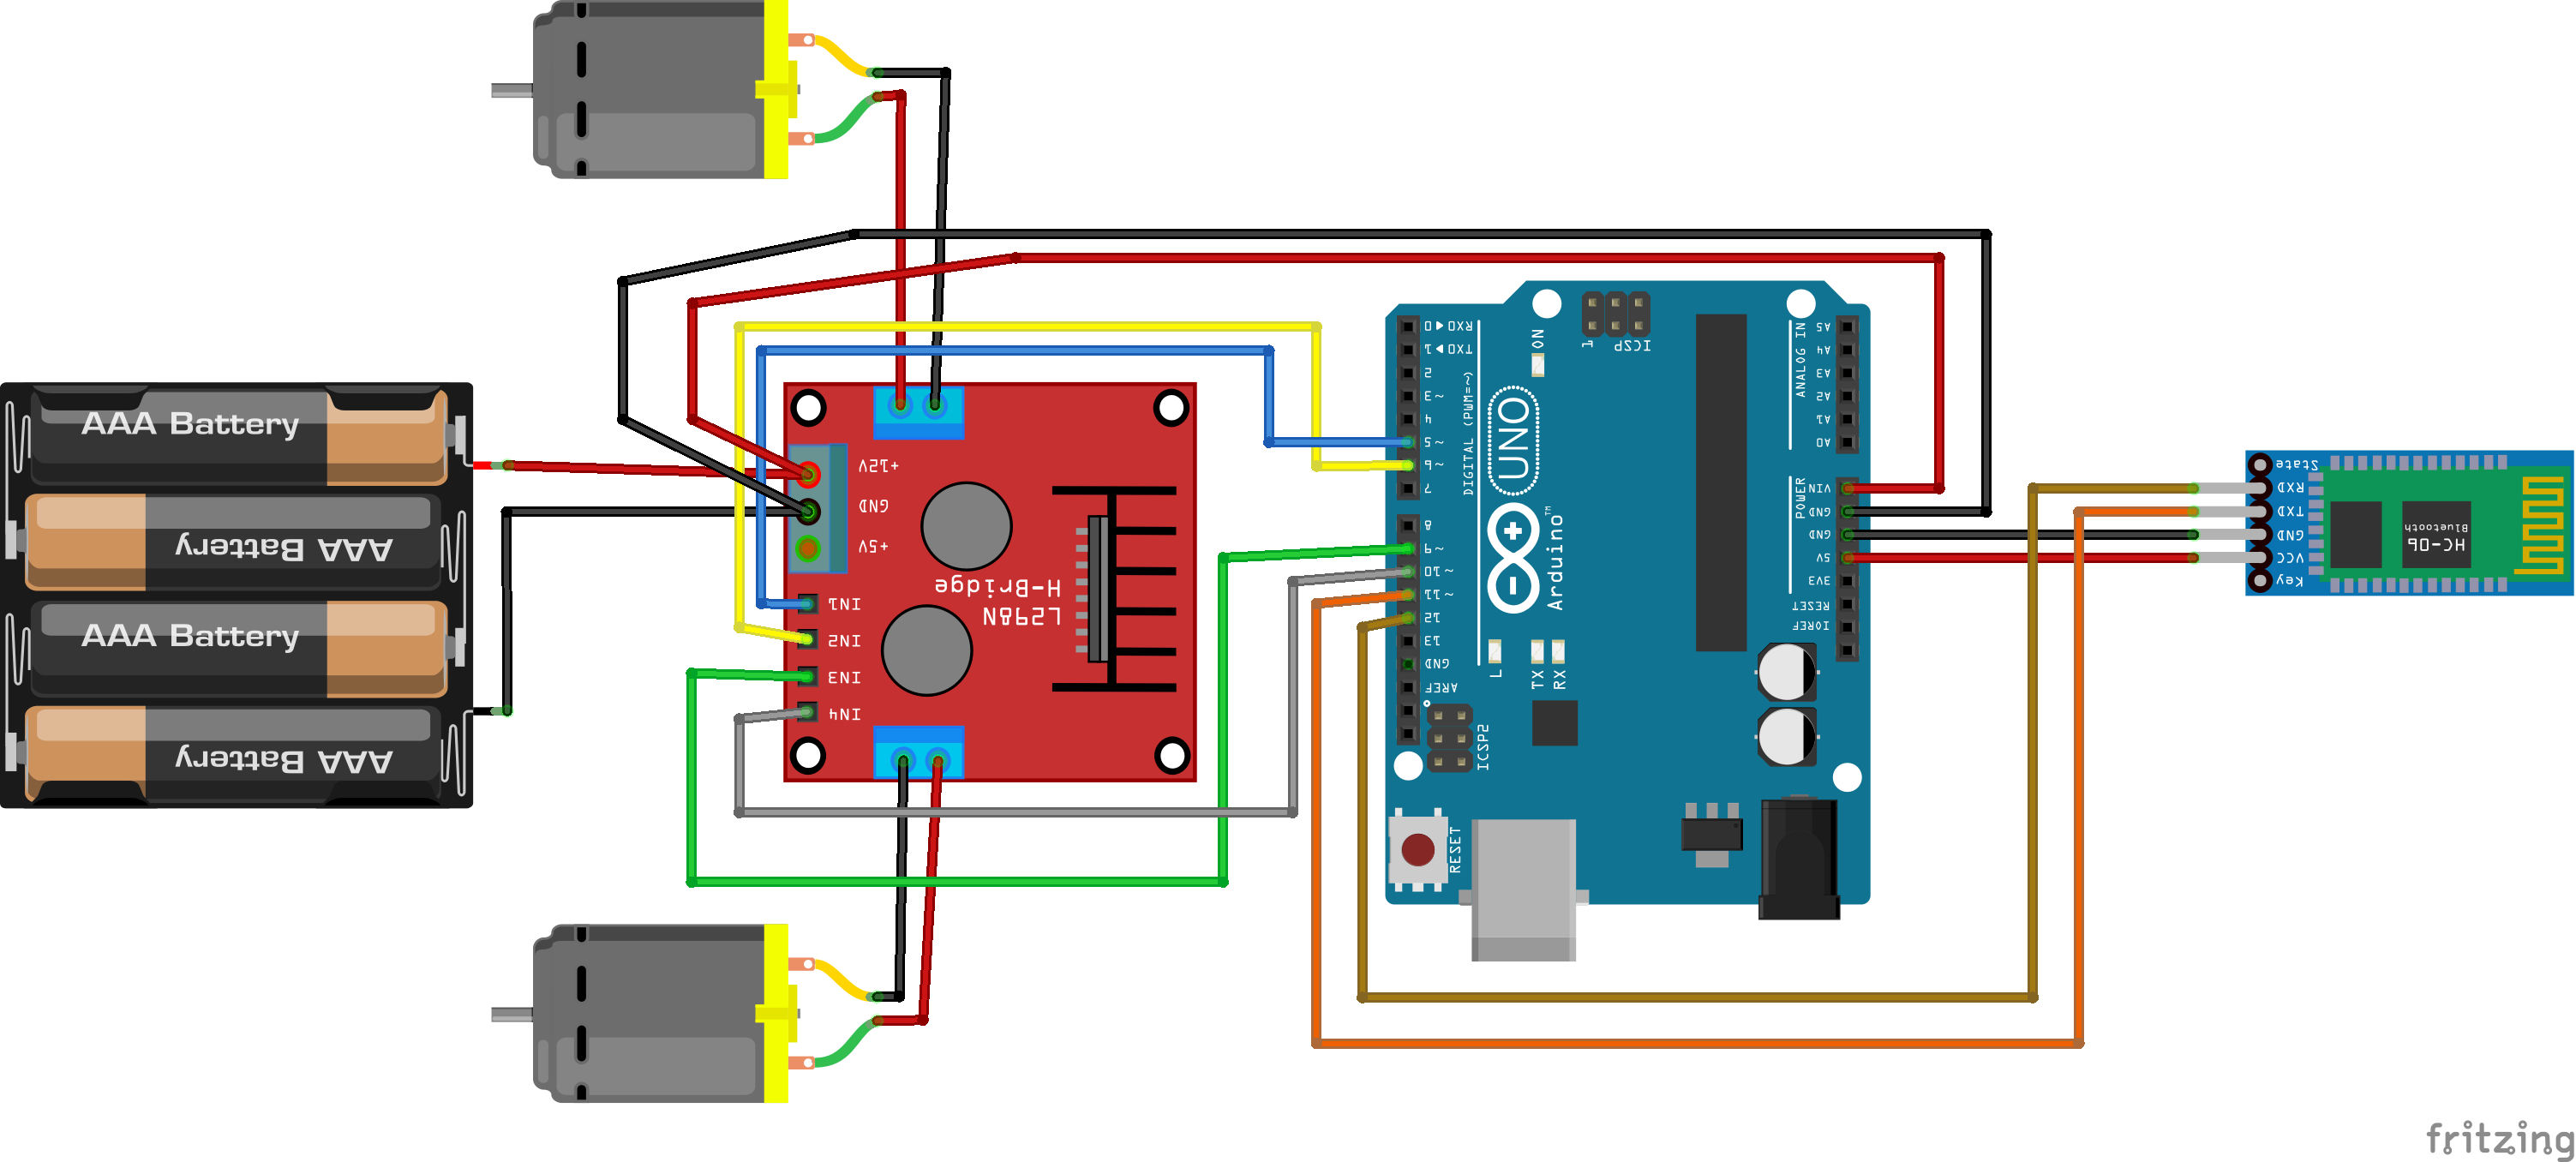 AAA Battery
AAA Battery
AAA Battery
AAA Battery
+12V
GND
+5V
IN1
IN2
IN3
IN4
L298N
H-Bridge
RX0◀0
TX0▶1
2
~3
4
~5
~6
7
8
~9
~10
~11
12
13
GND
AREF
DIGITAL (PWM=~)
ICSP
1
ON
UNO
Arduino™
L
TX
RX
ICSP2
RESET
ANALOG IN
A5
A4
A3
A2
A1
A0
POWER
VIN
GND
GND
5V
3V3
RESET
IOREF
State
RXD
TXD
GND
VCC
Key
HC-06
Bluetooth
fritzing